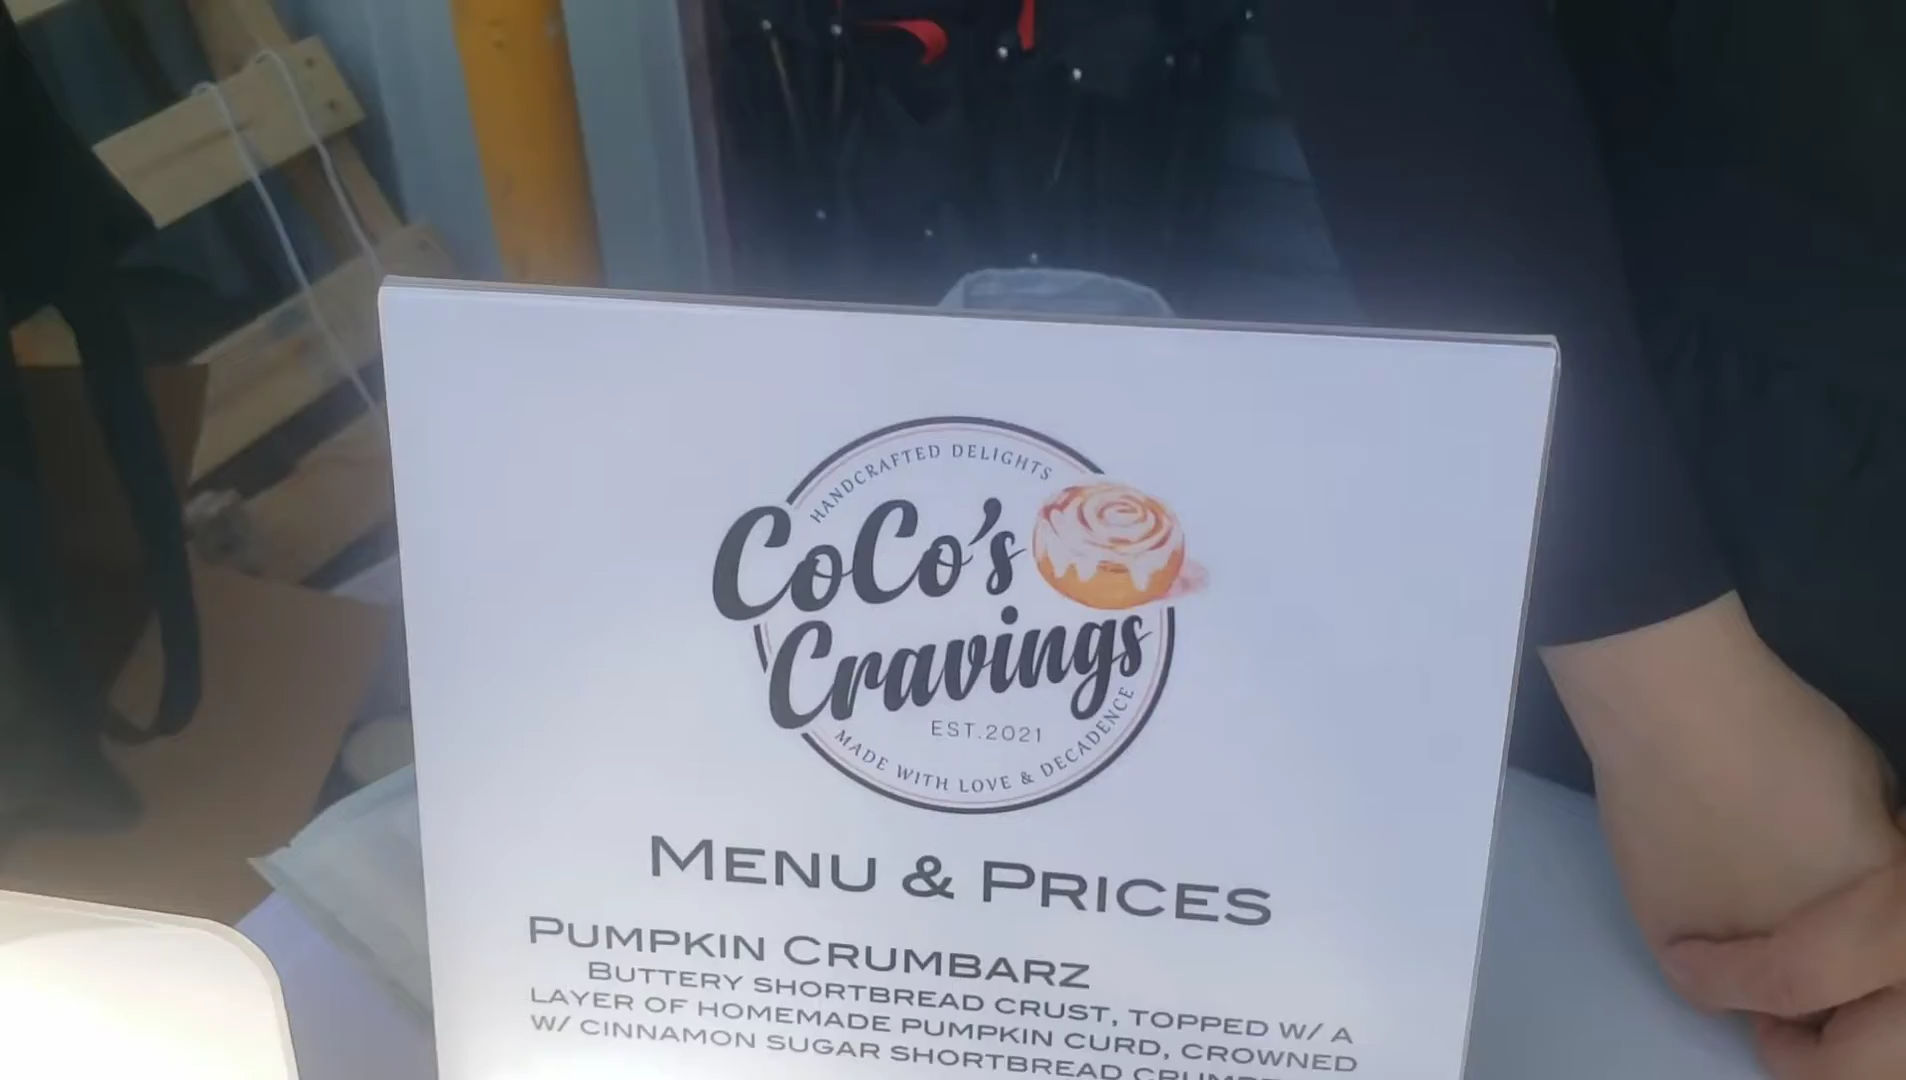 HANDCRAFTED DELIGHTS
CoCo's
Cravings
EST.2021
MADE WITH LOVE & DECADENCE
MENU & PRICES
PUMPKIN CRUMBARZ
BUTTERY SHORTBREAD CRUST, TOPPED W/ A
LAYER OF HOMEMADE PUMPKIN CURD, CROWNED
W/ CINNAMON SUGAR SHORTBREAD